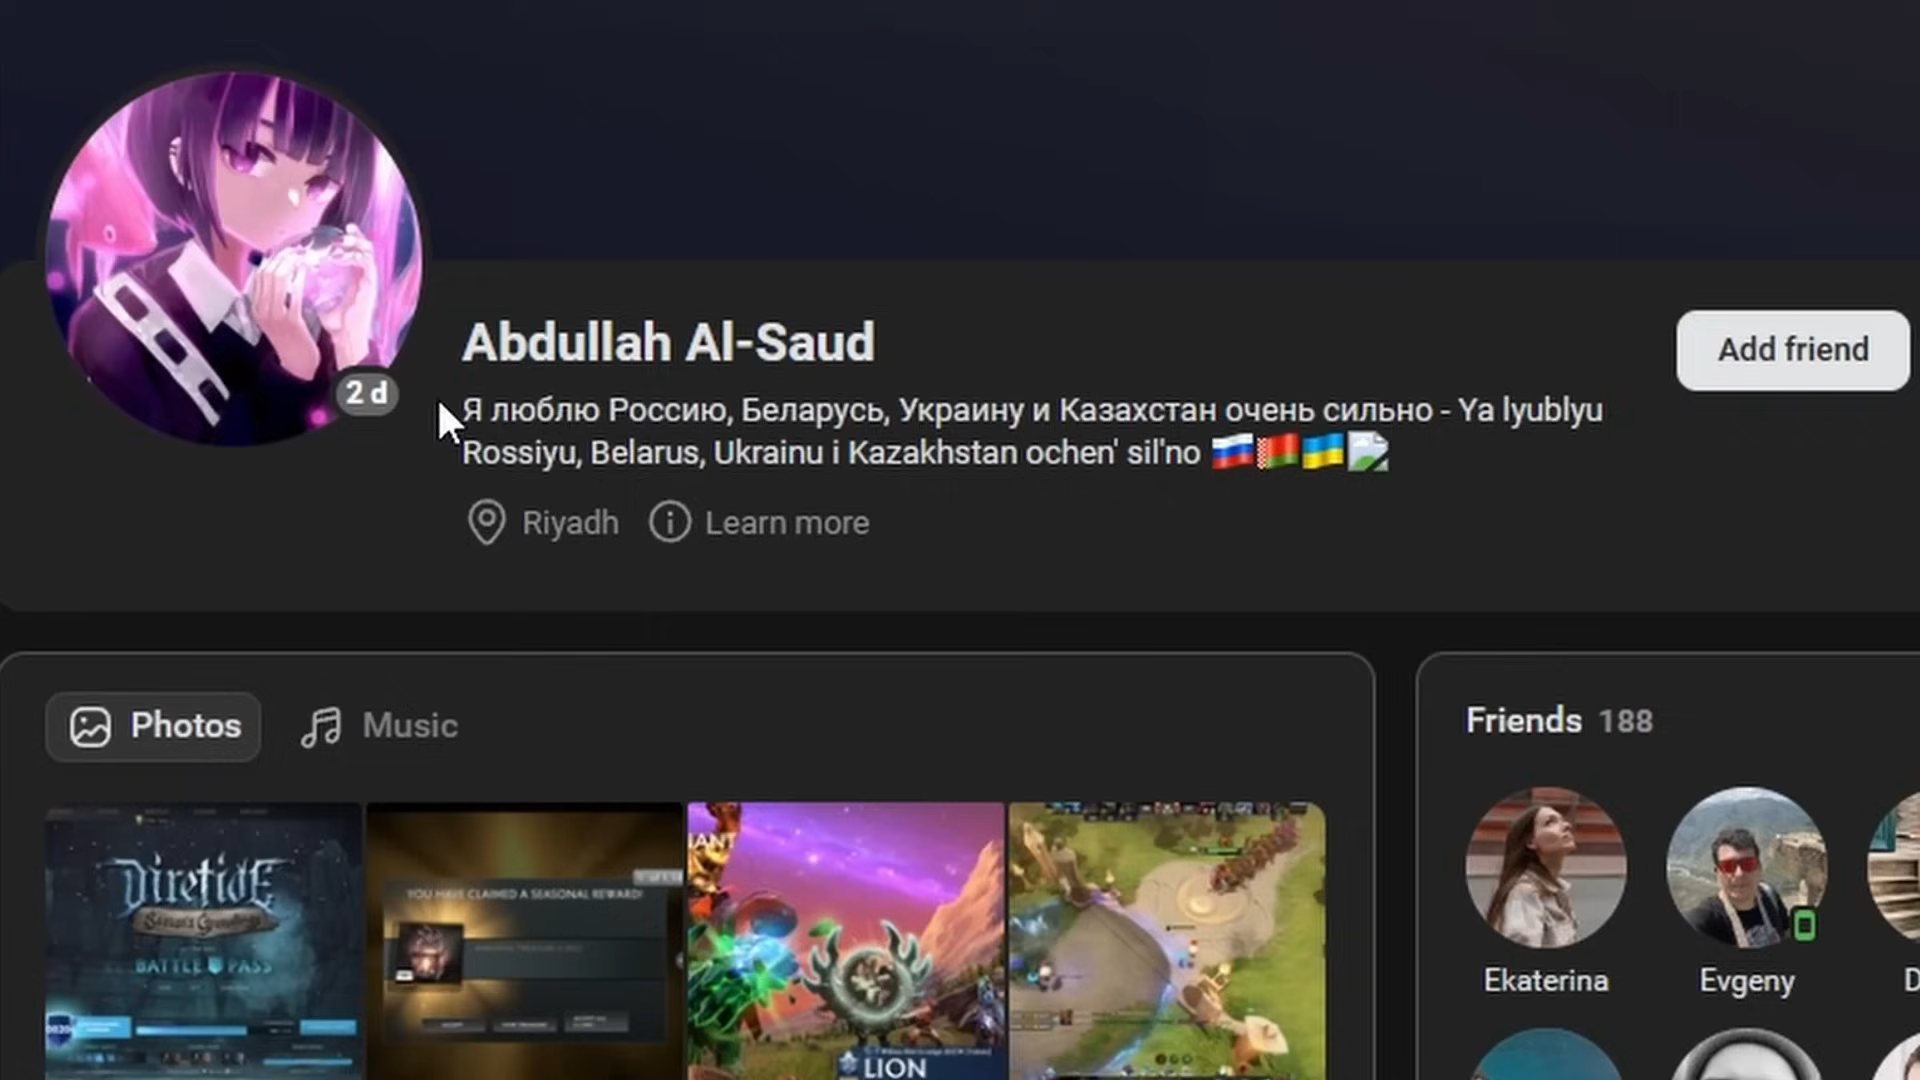 Abdullah Al-Saud
Add friend
2 d
Я люблю Россию, Беларусь, Украину и Казахстан очень сильно - Ya lyublyu
Rossiyu, Belarus, Ukrainu i Kazakhstan ochen' sil'no
Riyadh Learn more
Photos Music
Friends 188
DIRETIDE
BATTLE PASS
YOU HAVE CLAIMED A SEASONAL REWARD!
LION
Ekaterina Evgeny